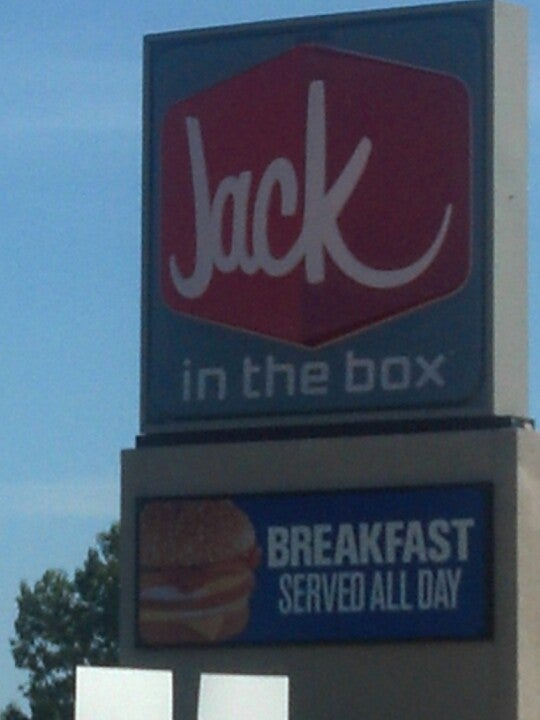 Jack
in the box
BREAKFAST
SERVED ALL DAY